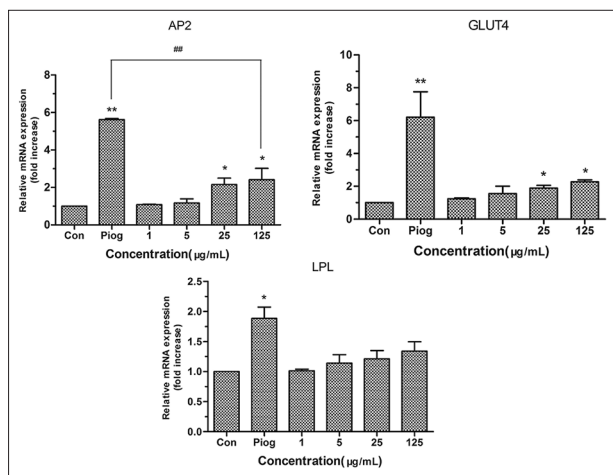 AP2
##
**
*
*
Relative mRNA expression
(fold increase)
8
6
4
2
0
Con Piog 1 5 25 125
Concentration(µg/mL)
GLUT4
**
*
*
Relative mRNA expression
(fold increase)
10
8
6
4
2
0
Con Piog 1 5 25 125
Concentration(µg/mL)
LPL
*
Relative mRNA expression
(fold increase)
2.5
2.0
1.5
1.0
0.5
0.0
Con Piog 1 5 25 125
Concentration(µg/mL)